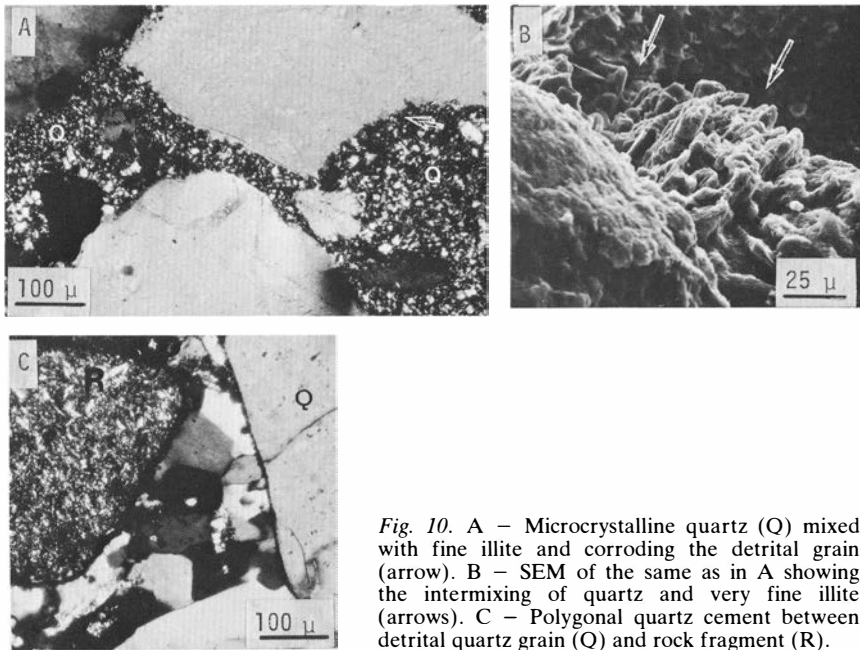 A
Q
Q
100 μ
B
25 μ
C
R
Q
100 μ
Fig. 10. A – Microcrystalline quartz (Q) mixed
with fine illite and corroding the detrital grain
(arrow). B – SEM of the same as in A showing
the intermixing of quartz and very fine illite
(arrows). C – Polygonal quartz cement between
detrital quartz grain (Q) and rock fragment (R).